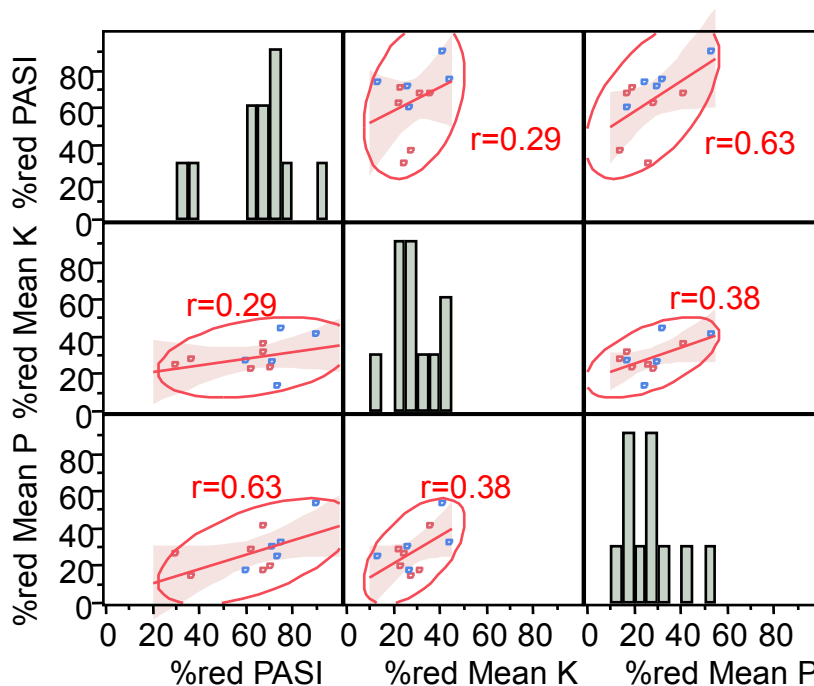 %red PASI
80
60
40
20
0
r=0.29
r=0.63
%red Mean K
80
60
40
20
0
r=0.29
r=0.38
%red Mean P
80
60
40
20
0
r=0.63
r=0.38
0 20 40 60 80
0 20 40 60 80
0 20 40 60 80
%red PASI
%red Mean K
%red Mean P